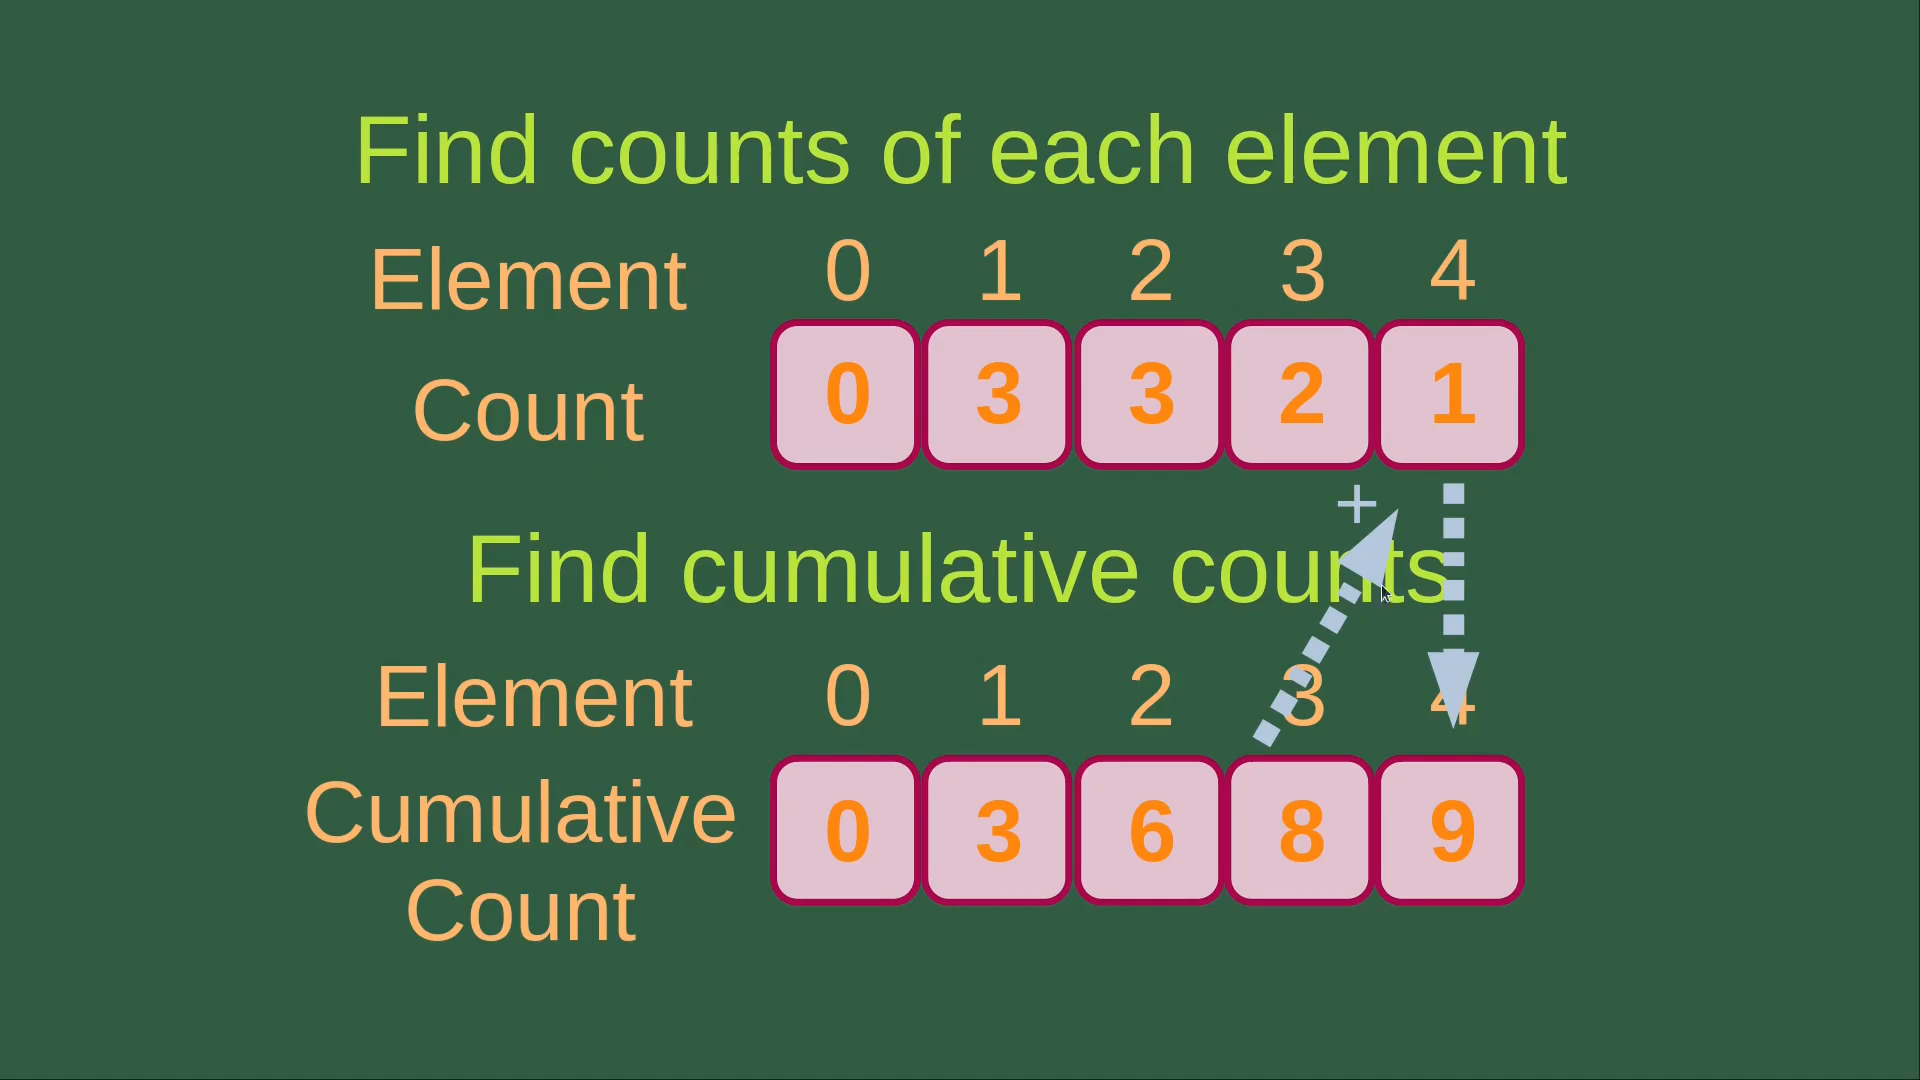 Find counts of each element
Element 0 1 2 3 4
Count 0 3 3 2 1
+
Find cumulative counts
Element 0 1 2 3 4
Cumulative Count 0 3 6 8 9